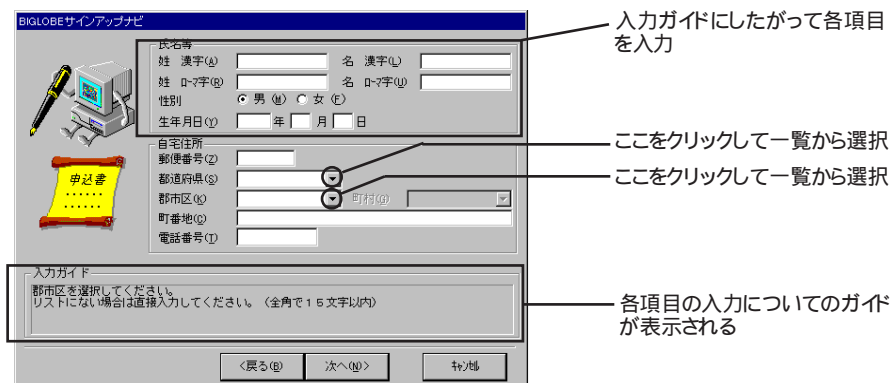 BIGLOBEサインアップナビ
氏名等
姓 漢字(A) 名 漢字(L)
姓 ローマ字(R) 名 ローマ字(U)
性別 男(M) 女(F)
生年月日(Y) 年 月 日
自宅住所
郵便番号(Z)
都道府県(S)
郡市区(K) 町村(G)
町番地(C)
電話番号(T)
申込書
入力ガイド
郡市区を選択してください。
リストにない場合は直接入力してください。（全角で１５文字以内）
<戻る(B) 次へ(N)> キャンセル
入力ガイドにしたがって各項目
を入力
ここをクリックして一覧から選択
ここをクリックして一覧から選択
各項目の入力についてのガイド
が表示される